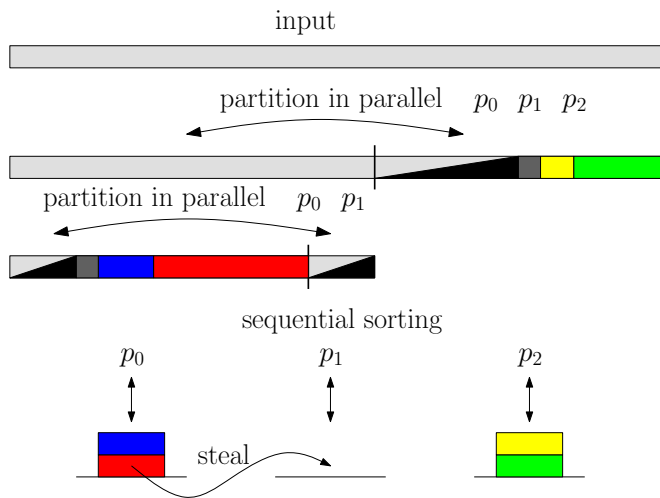 input
partition in parallel p₀ p₁ p₂
partition in parallel p₀ p₁
sequential sorting
p₀ p₁ p₂
steal